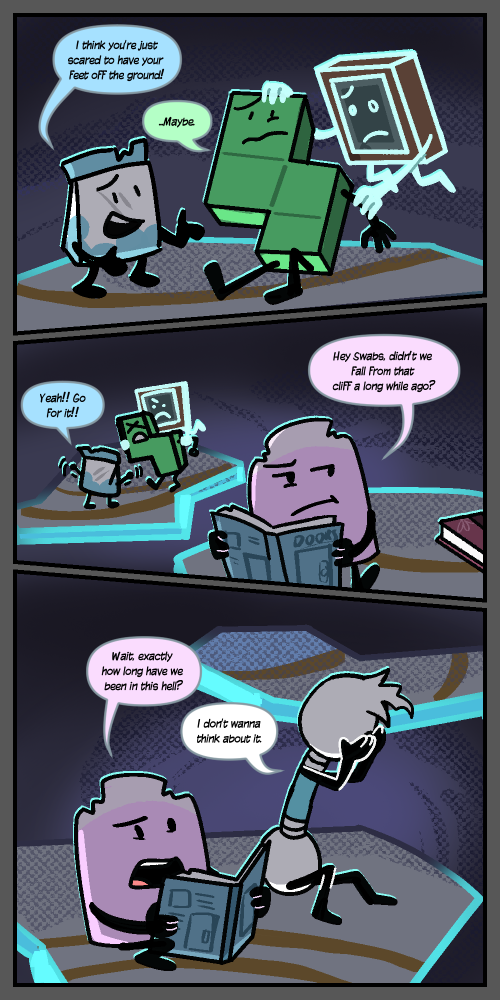 I think you're just
scared to have your
feet off the ground!
...Maybe.
Hey Swabs, didn't we
fall from that
cliff a long while ago?
Yeah!! Go
for it!!
DOORS
Wait, exactly
how long have we
been in this hell?
I don't wanna
think about it.